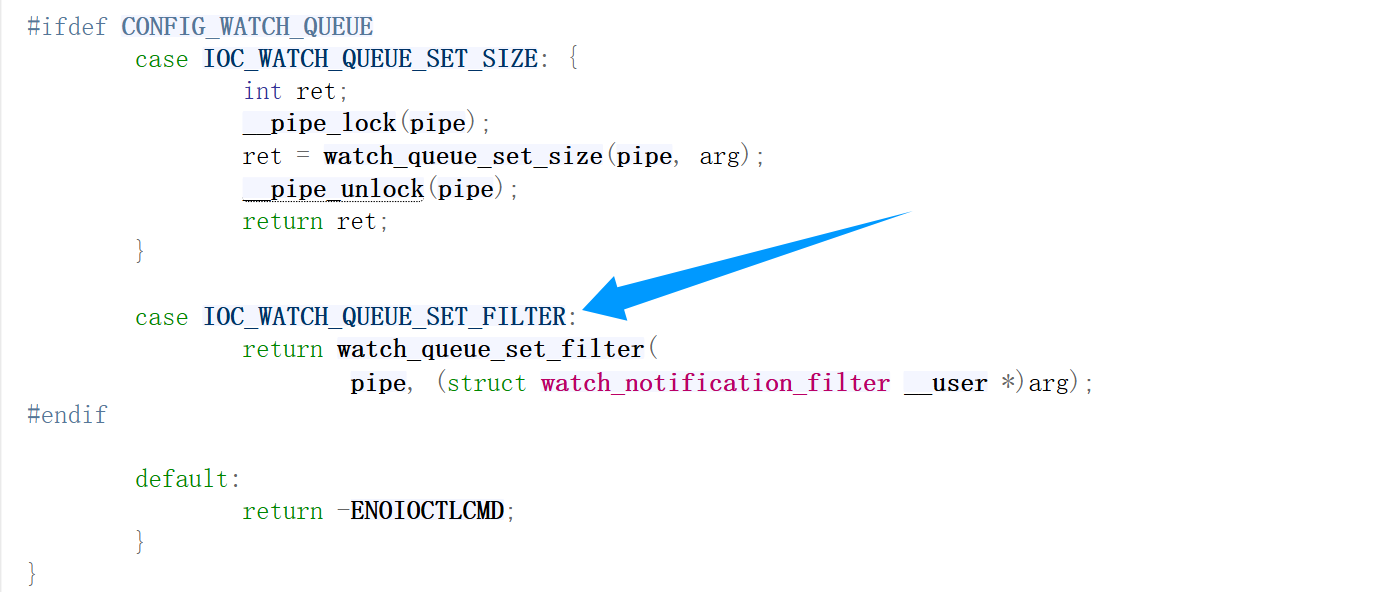 #ifdef CONFIG_WATCH_QUEUE
case IOC_WATCH_QUEUE_SET_SIZE: {
int ret;
__pipe_lock(pipe);
ret = watch_queue_set_size(pipe, arg);
__pipe_unlock(pipe);
return ret;
}
case IOC_WATCH_QUEUE_SET_FILTER:
return watch_queue_set_filter(
pipe, (struct watch_notification_filter __user *)arg);
#endif
default:
return -ENOIOCTLCMD;
}
}